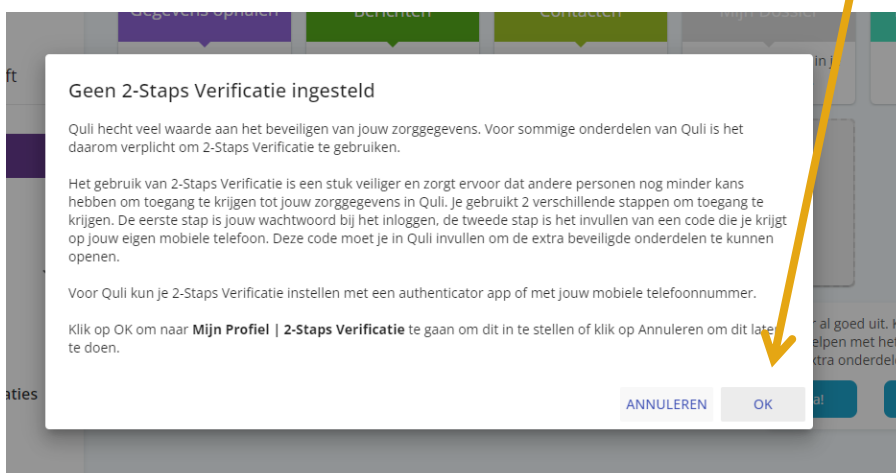 Gegevens ophalen
Berichten
Contacten
Mijn Dossier
in j
ft
Geen 2-Staps Verificatie ingesteld
Quli hecht veel waarde aan het beveiligen van jouw zorggegevens. Voor sommige onderdelen van Quli is het
daarom verplicht om 2-Staps Verificatie te gebruiken.
Het gebruik van 2-Staps Verificatie is een stuk veiliger en zorgt ervoor dat andere personen nog minder kans
hebben om toegang te krijgen tot jouw zorggegevens in Quli. Je gebruikt 2 verschillende stappen om toegang te
krijgen. De eerste stap is jouw wachtwoord bij het inloggen, de tweede stap is het invullen van een code die je krijgt
op jouw eigen mobiele telefoon. Deze code moet je in Quli invullen om de extra beveiligde onderdelen te kunnen
openen.
Voor Quli kun je 2-Staps Verificatie instellen met een authenticator app of met jouw mobiele telefoonnummer.
Klik op OK om naar Mijn Profiel | 2-Staps Verificatie te gaan om dit in te stellen of klik op Annuleren om dit later
te doen.
al goed uit.
elpen met het
tra onderdel
aties
ANNULEREN
OK
a!